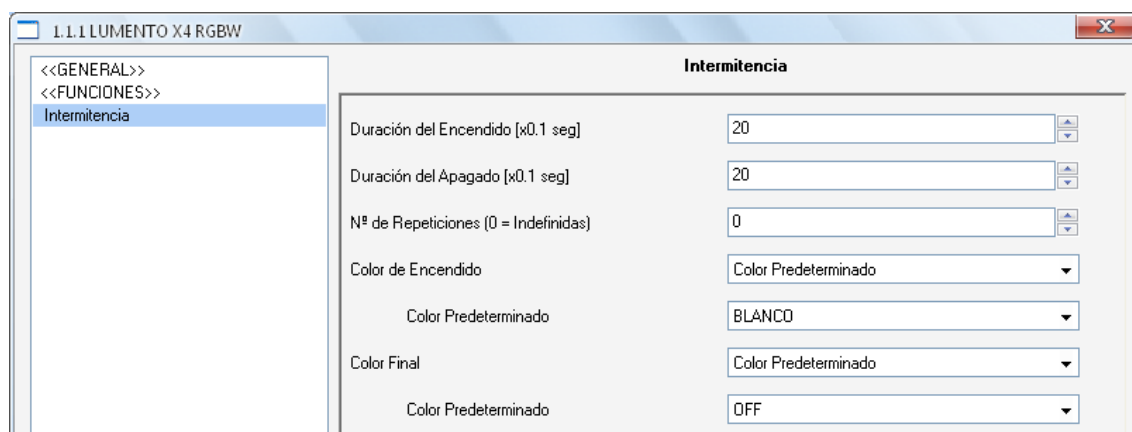 1.1.1 LUMENTO X4 RGBW
<<GENERAL>>
<<FUNCIONES>>
Intermitencia
Intermitencia
Duración del Encendido [x0.1 seg] 20
Duración del Apagado [x0.1 seg] 20
Nº de Repeticiones (0 = Indefinidas) 0
Color de Encendido Color Predeterminado
Color Predeterminado BLANCO
Color Final Color Predeterminado
Color Predeterminado OFF